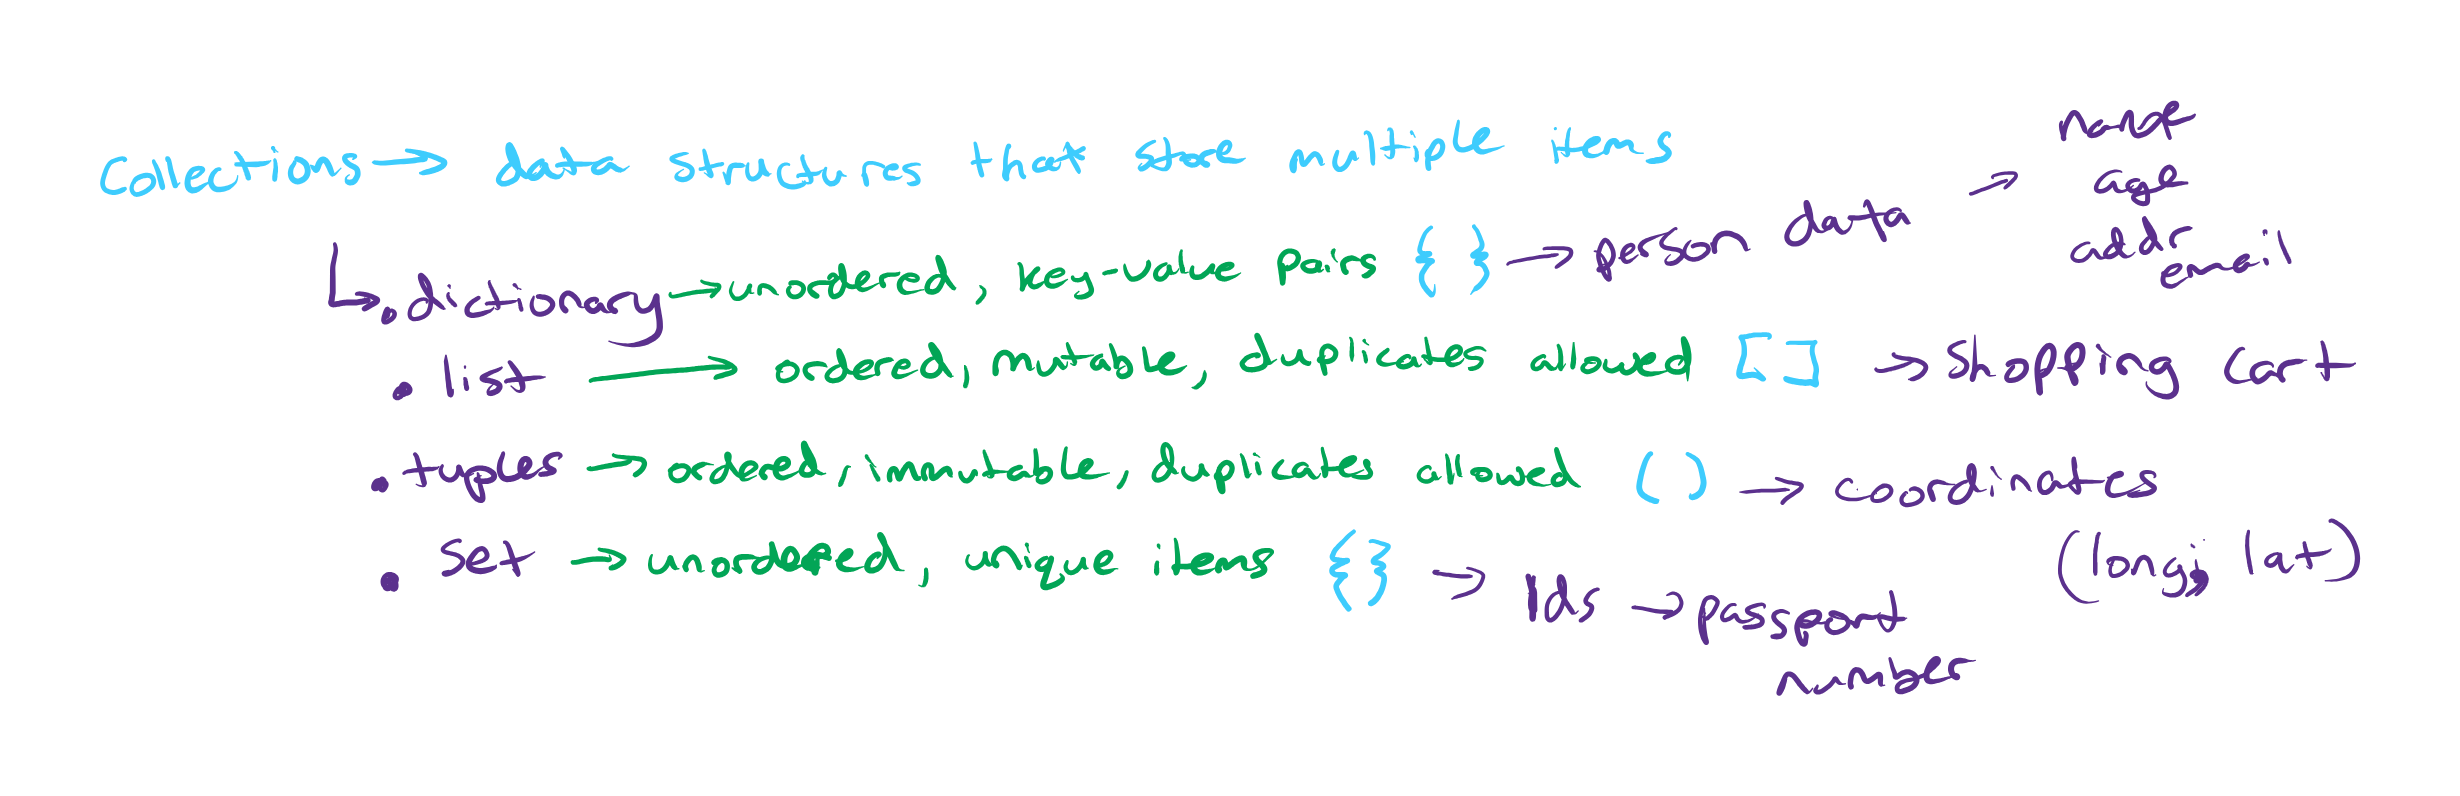 Collections → data structures that store multiple items
↳ • dictionary → unordered, key-value pairs { } → person data → name
age
addr
email
• list → ordered, mutable, duplicates allowed [ ] → Shopping cart
• tuples → ordered, immutable, duplicates allowed ( ) → coordinates
(long, lat)
• set → unordered, unique items { } → Ids → passport
number